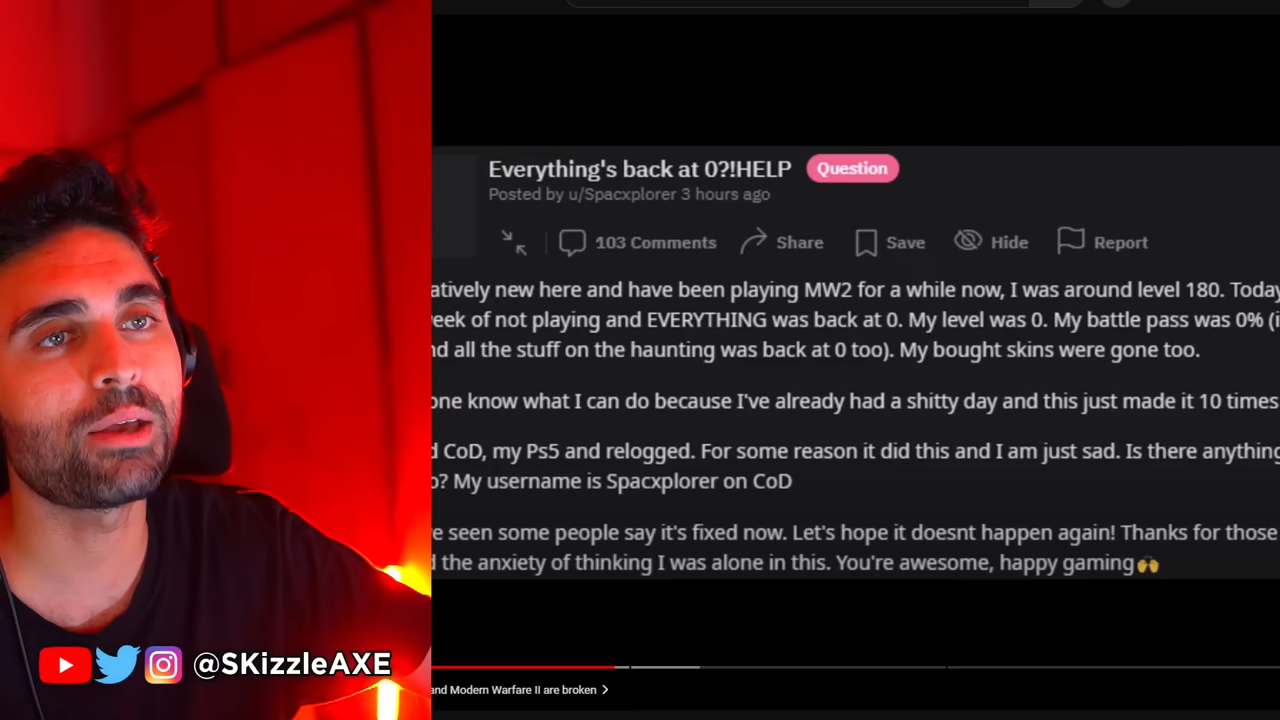 Everything's back at 0?!HELP Question
Posted by u/Spacxplorer 3 hours ago
103 Comments Share Save Hide Report
atively new here and have been playing MW2 for a while now, I was around level 180. Today
eek of not playing and EVERYTHING was back at 0. My level was 0. My battle pass was 0% (i
nd all the stuff on the haunting was back at 0 too). My bought skins were gone too.
one know what I can do because I've already had a shitty day and this just made it 10 times
d CoD, my Ps5 and relogged. For some reason it did this and I am just sad. Is there anything
o? My username is Spacxplorer on CoD
e seen some people say it's fixed now. Let's hope it doesnt happen again! Thanks for those
d the anxiety of thinking I was alone in this. You're awesome, happy gaming🙌
@SKizzleAXE
and Modern Warfare II are broken >